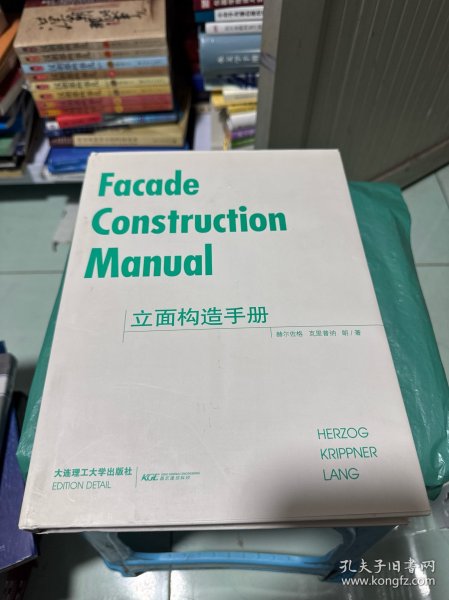 Facade
Construction
Manual
立面构造手册
赫尔佐格 克里普纳 朗/著
HERZOG
KRIPPNER
LANG
大连理工大学出版社
EDITION DETAIL
KGE
孔夫子旧书网
www.kongfz.com